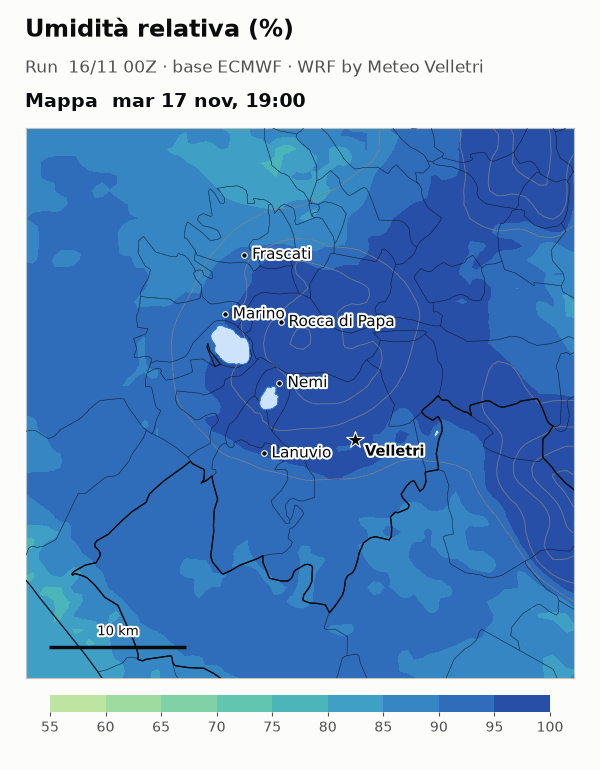 Umidità relativa (%)
Run  16/11 00Z · base ECMWF · WRF by Meteo Velletri
Mappa  mar 17 nov, 19:00
Frascati
Marino
Rocca di Papa
Nemi
Lanuvio
Velletri
10 km
55 60 65 70 75 80 85 90 95 100